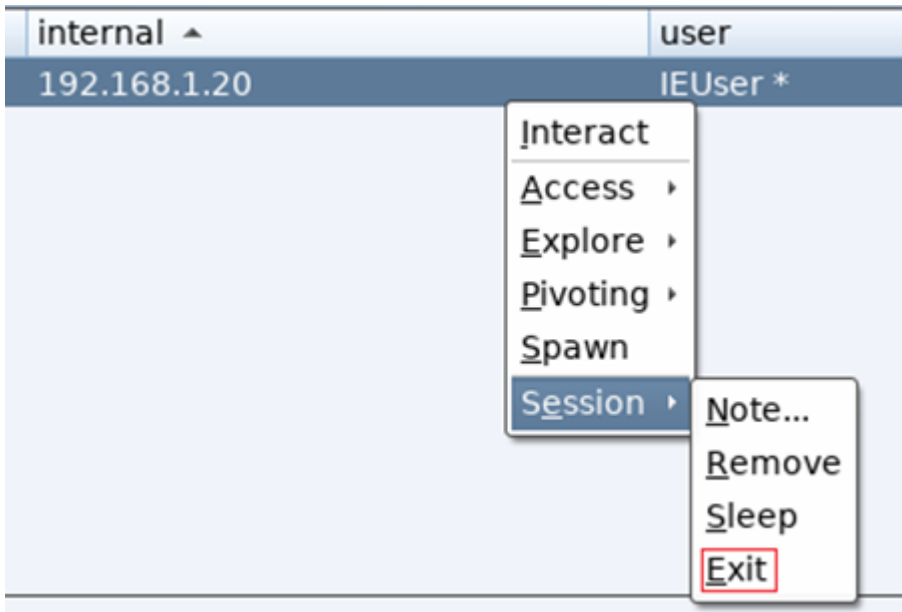 internal user
192.168.1.20 IEUser *
Interact
Access
Explore
Pivoting
Spawn
Session
Note...
Remove
Sleep
Exit